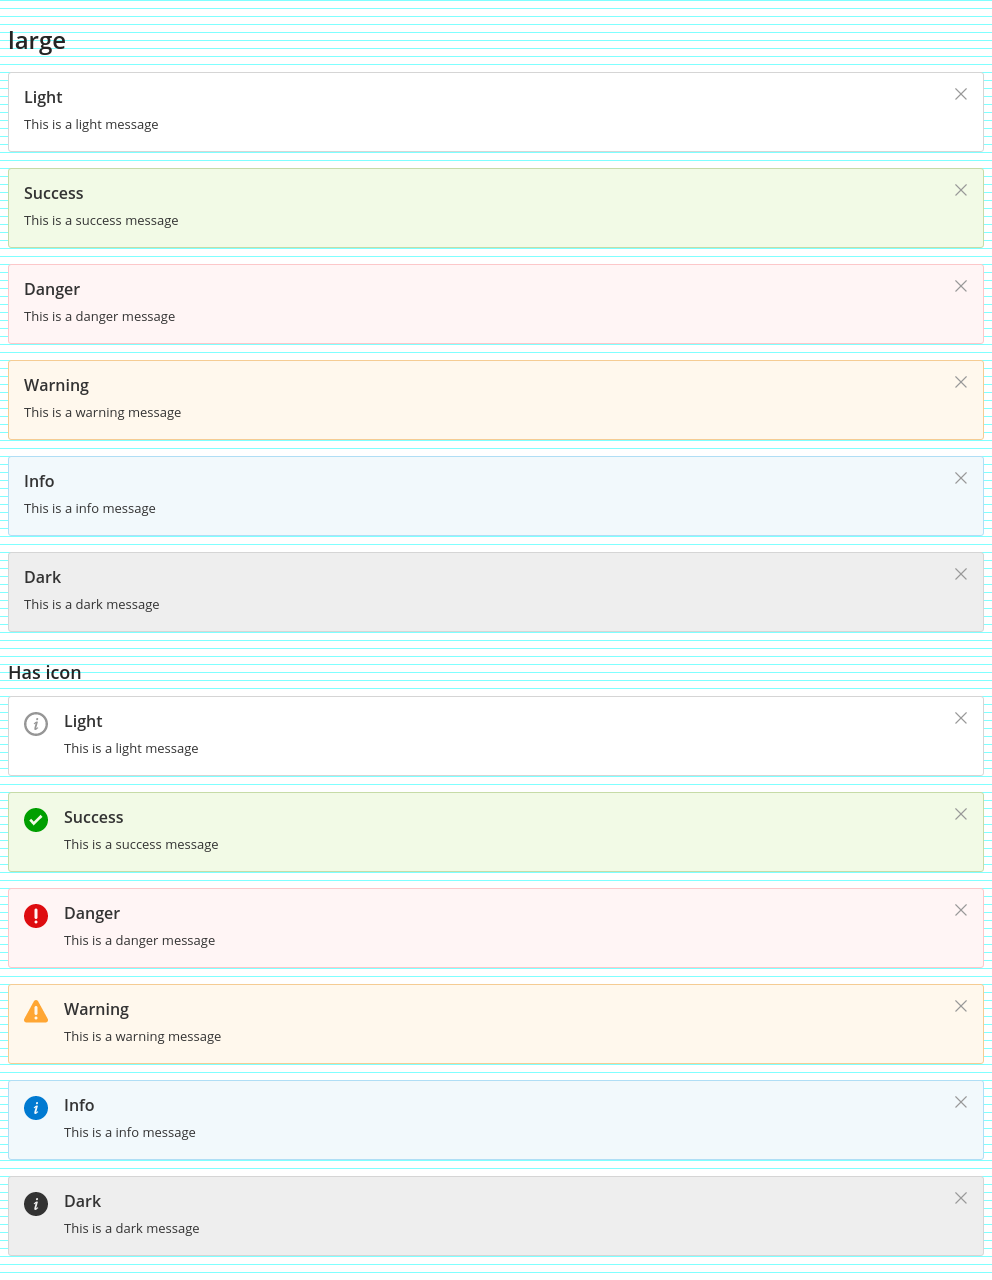 large
Light
This is a light message
Success
This is a success message
Danger
This is a danger message
Warning
This is a warning message
Info
This is a info message
Dark
This is a dark message
Has icon
Light
This is a light message
Success
This is a success message
Danger
This is a danger message
Warning
This is a warning message
Info
This is a info message
Dark
This is a dark message